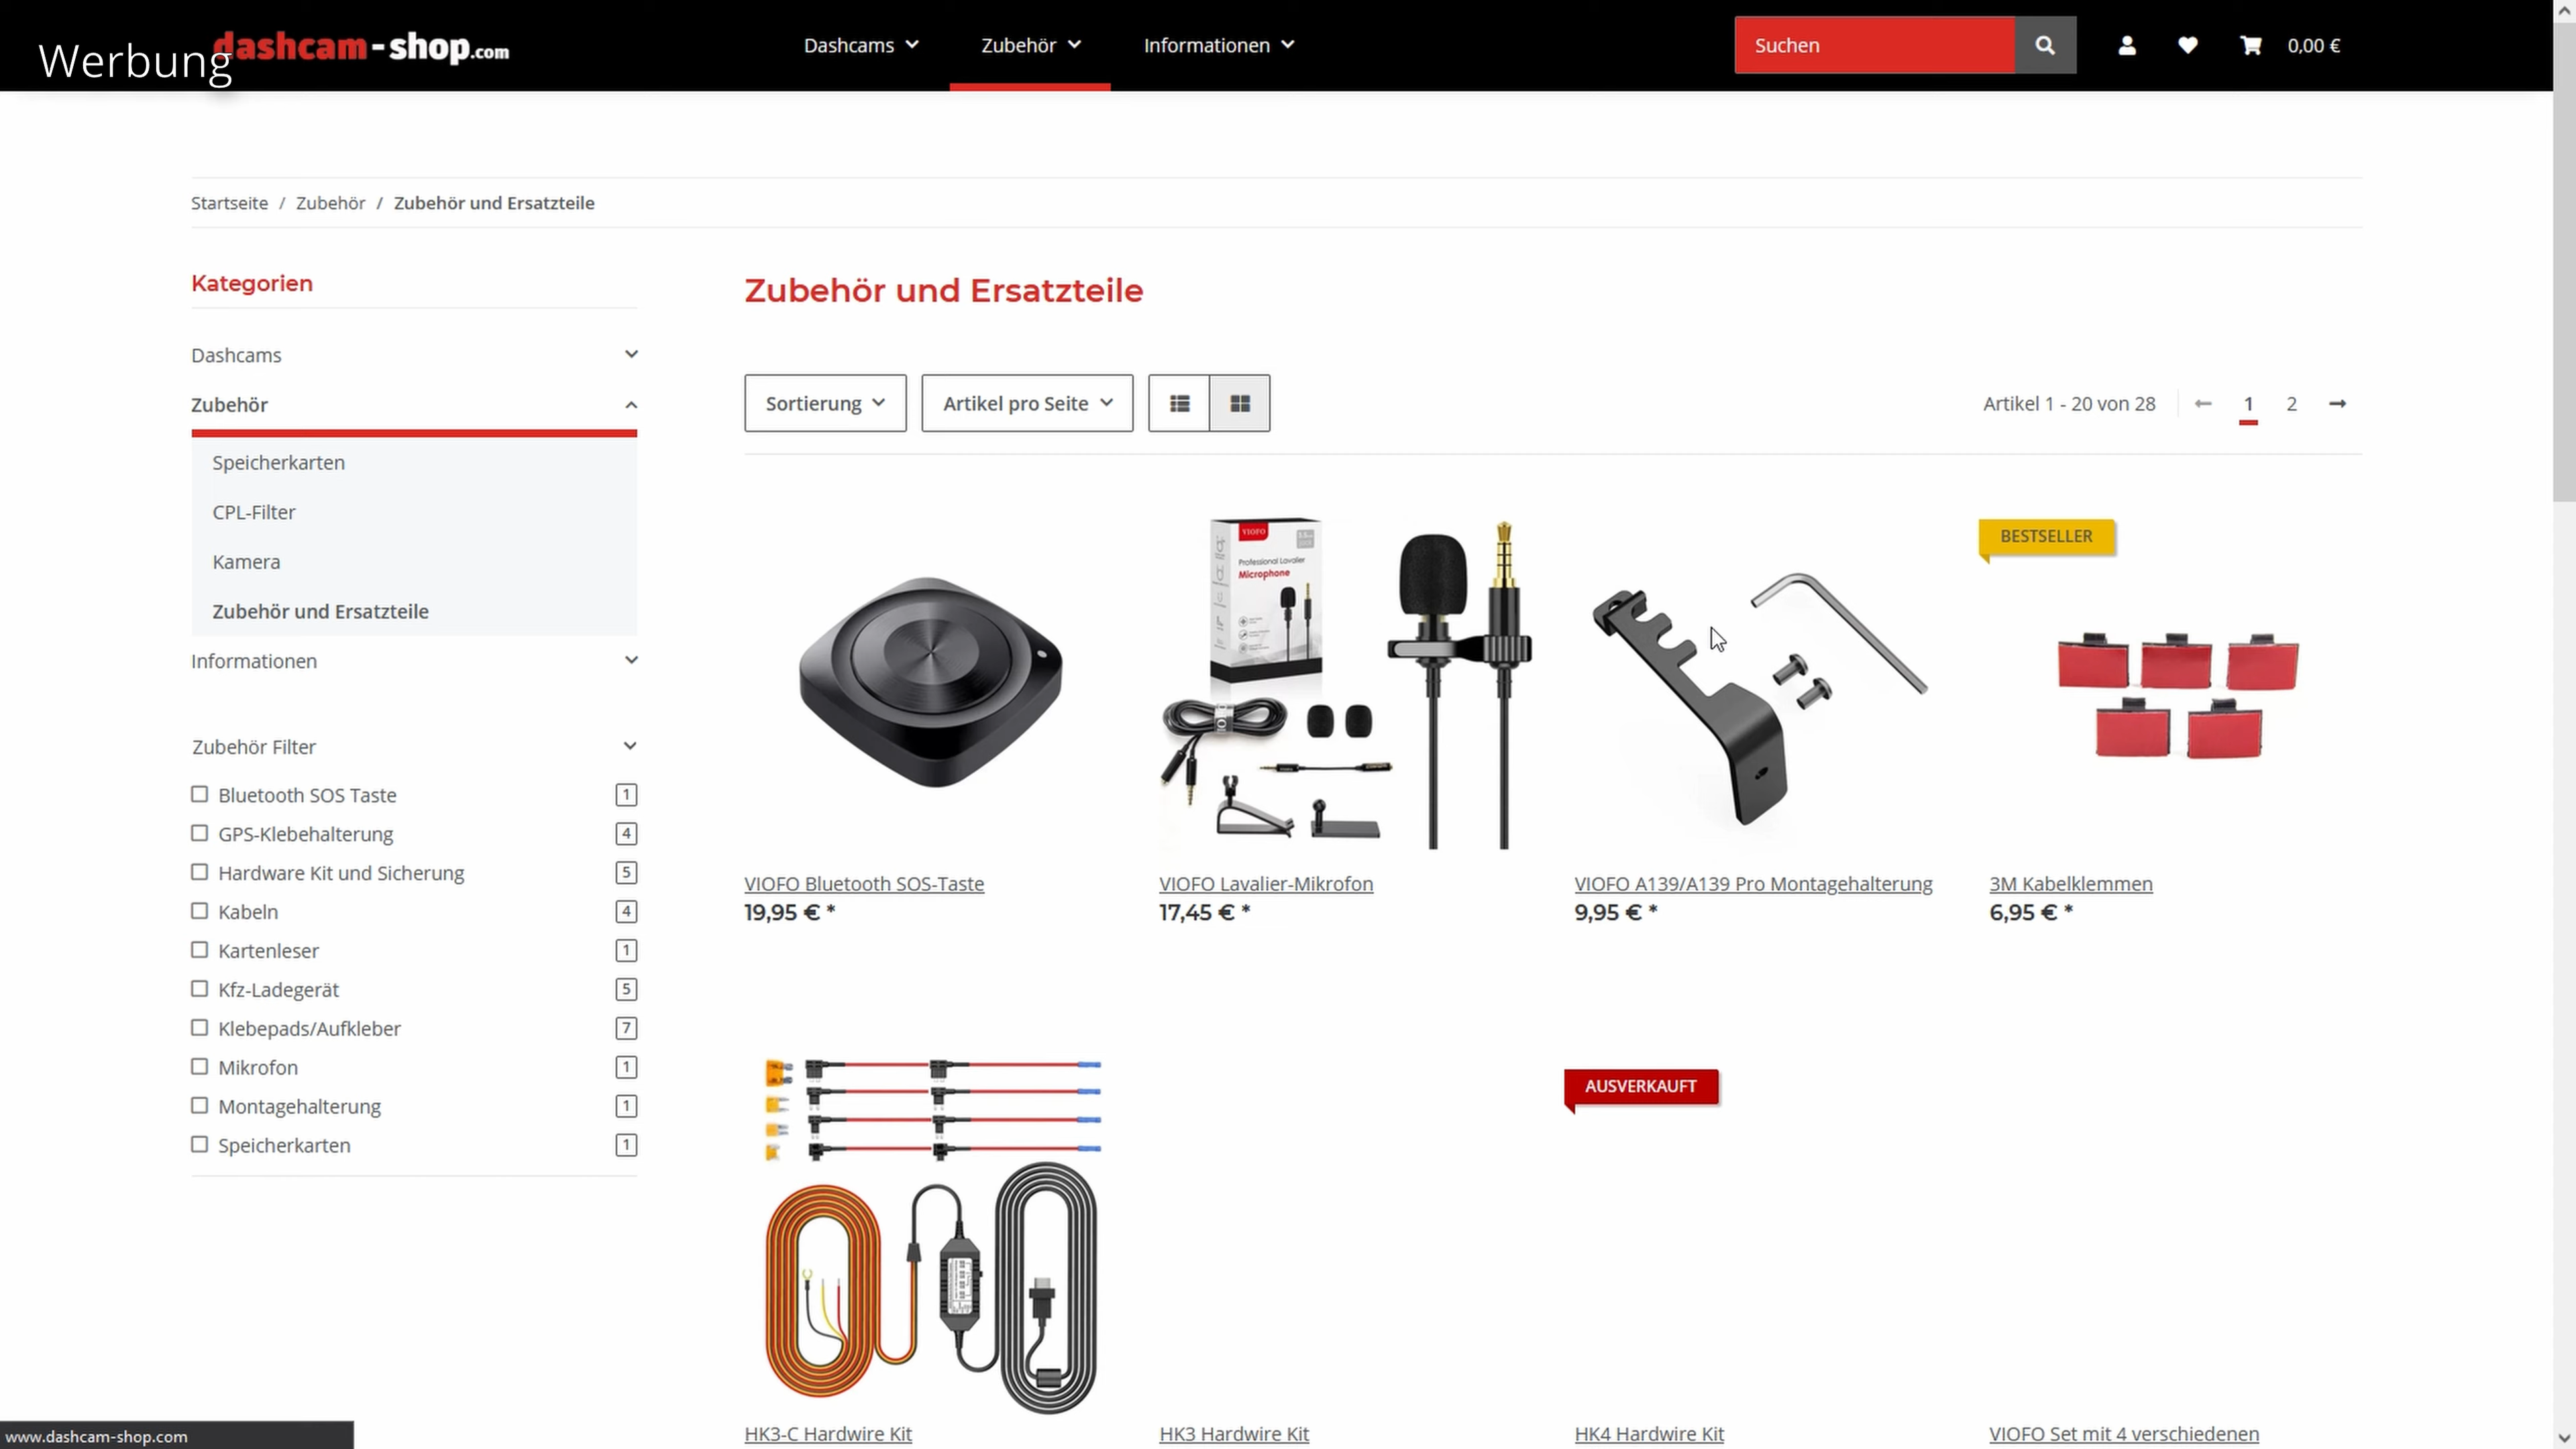 Werbung
dashcam-shop.com
Dashcams
Zubehör
Informationen
Suchen
0,00 €
Startseite / Zubehör / Zubehör und Ersatzteile
Kategorien
Dashcams
Zubehör
Speicherkarten
CPL-Filter
Kamera
Zubehör und Ersatzteile
Informationen
Zubehör Filter
Bluetooth SOS Taste 1
GPS-Klebehalterung 4
Hardware Kit und Sicherung 5
Kabeln 4
Kartenleser 1
Kfz-Ladegerät 5
Klebepads/Aufkleber 7
Mikrofon 1
Montagehalterung 1
Speicherkarten 1
Zubehör und Ersatzteile
Sortierung
Artikel pro Seite
Artikel 1 - 20 von 28
1
2
VIOFO
Professional Lavalier
Microphone
BESTSELLER
VIOFO Bluetooth SOS-Taste
19,95 € *
VIOFO Lavalier-Mikrofon
17,45 € *
VIOFO A139/A139 Pro Montagehalterung
9,95 € *
3M Kabelklemmen
6,95 € *
AUSVERKAUFT
HK3-C Hardwire Kit
HK3 Hardwire Kit
HK4 Hardwire Kit
VIOFO Set mit 4 verschiedenen
www.dashcam-shop.com